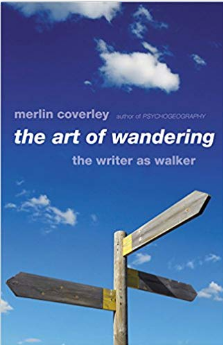 merlin coverley author of PSYCHOGEOGRAPHY
the art of wandering
the writer as walker